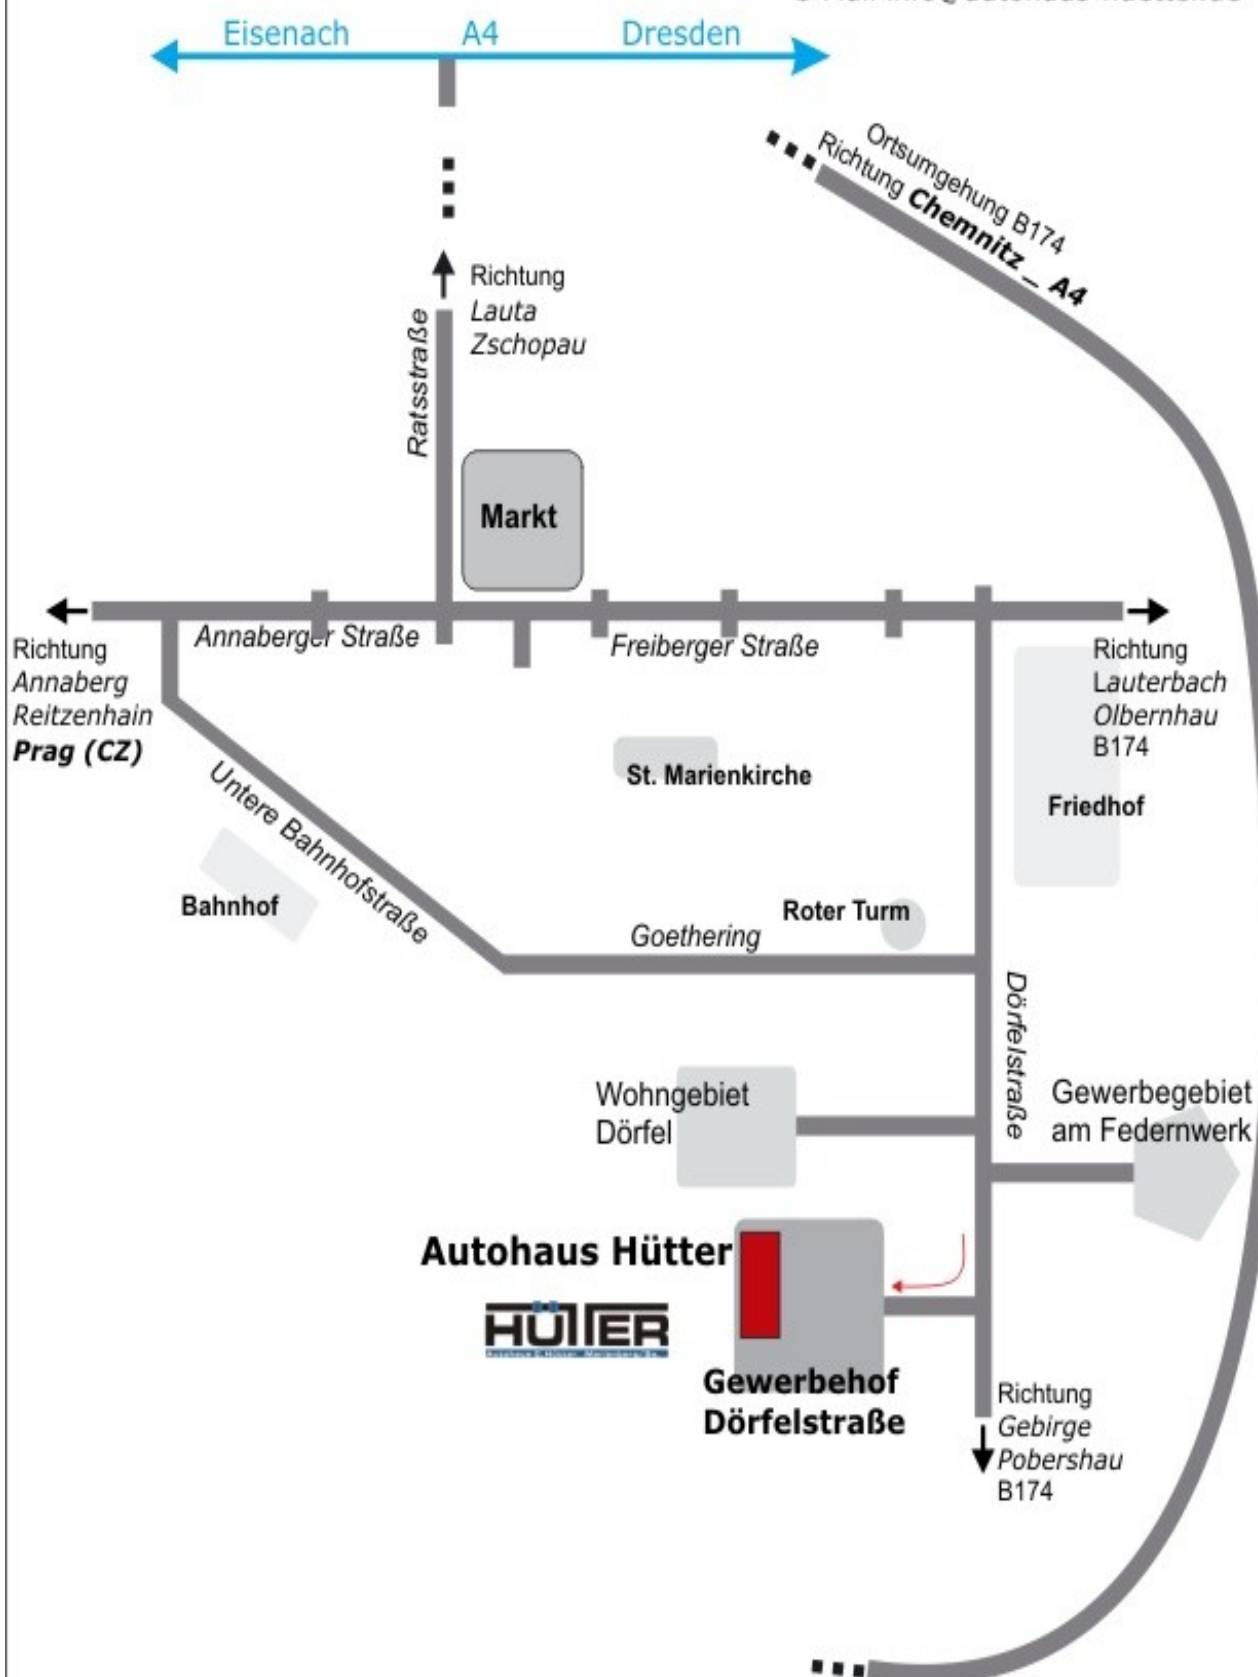 Eisenach A4 Dresden
Ortsumgehung B174
Richtung Chemnitz_ A4
Richtung
Lauta
Zschopau
Ratsstraße
Markt
Annaberger Straße
Freiberger Straße
Richtung
Annaberg
Reitzenhain
Prag (CZ)
Richtung
Lauterbach
Olbernhau
B174
St. Marienkirche
Friedhof
Untere Bahnhofstraße
Bahnhof
Roter Turm
Goethering
Dörfelstraße
Wohngebiet
Dörfel
Gewerbegebiet
am Federnwerk
Autohaus Hütter
HÜTTER
Gewerbehof
Dörfelstraße
Richtung
Gebirge
Pobershau
B174